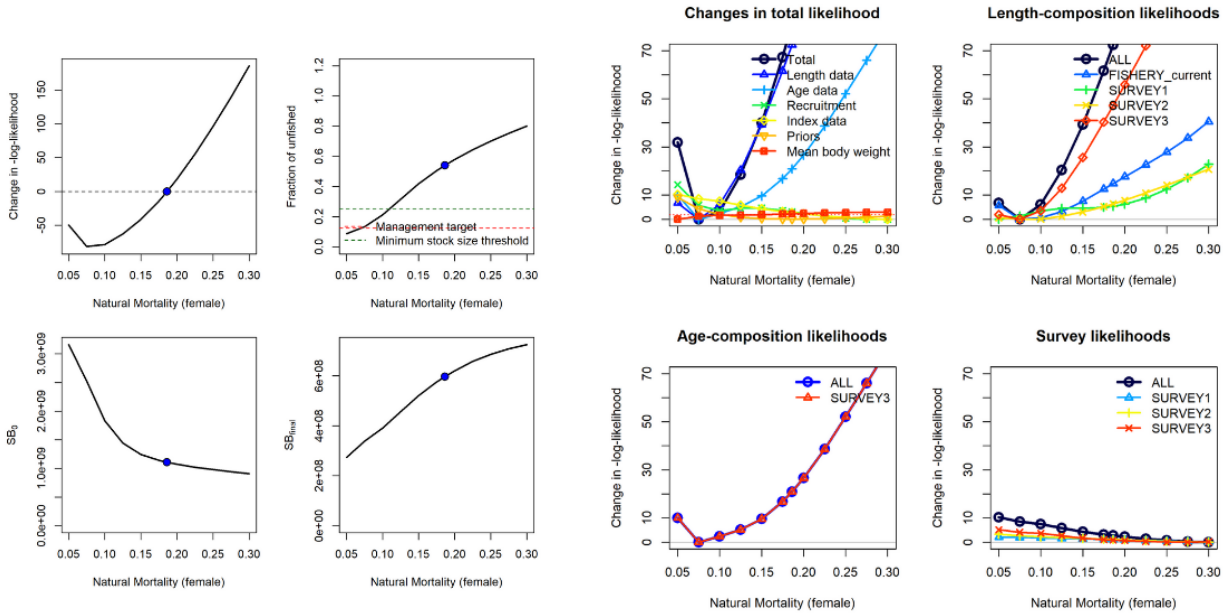 Change in -log-likelihood
-50
0
50
100
150
0.05 0.10 0.15 0.20 0.25 0.30
Natural Mortality (female)
Fraction of unfished
0.0
0.2
0.4
0.6
0.8
1.0
1.2
Management target
Minimum stock size threshold
0.05 0.10 0.15 0.20 0.25 0.30
Natural Mortality (female)
SB0
0.0e+00
1.0e+09
2.0e+09
3.0e+09
0.05 0.10 0.15 0.20 0.25 0.30
Natural Mortality (female)
SBfinal
0e+00
2e+08
4e+08
6e+08
0.05 0.10 0.15 0.20 0.25 0.30
Natural Mortality (female)
Changes in total likelihood
Change in -log-likelihood
70
50
30
10
0
Total
Length data
Age data
Recruitment
Index data
Priors
Mean body weight
0.05 0.10 0.15 0.20 0.25 0.30
Natural Mortality (female)
Length-composition likelihoods
Change in -log-likelihood
70
50
30
10
0
ALL
FISHERY_current
SURVEY1
SURVEY2
SURVEY3
0.05 0.10 0.15 0.20 0.25 0.30
Natural Mortality (female)
Age-composition likelihoods
Change in -log-likelihood
70
50
30
10
0
ALL
SURVEY3
0.05 0.10 0.15 0.20 0.25 0.30
Natural Mortality (female)
Survey likelihoods
Change in -log-likelihood
70
50
30
10
0
ALL
SURVEY1
SURVEY2
SURVEY3
0.05 0.10 0.15 0.20 0.25 0.30
Natural Mortality (female)